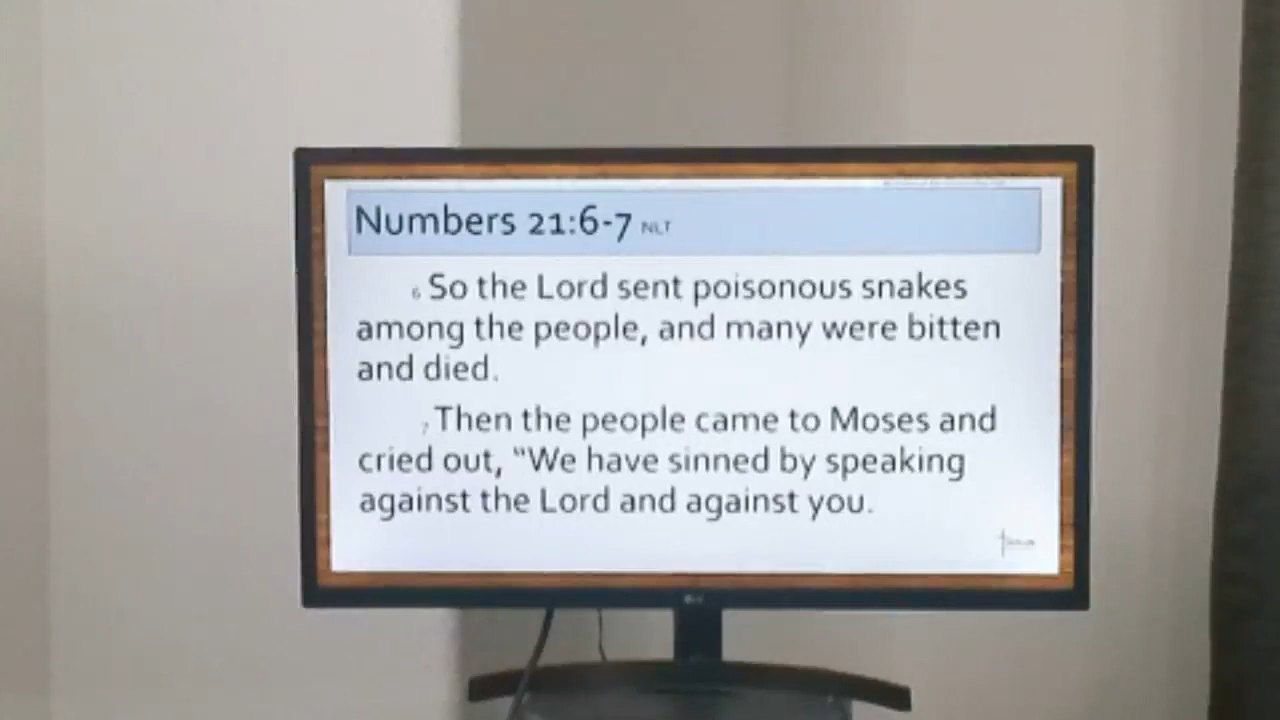 Numbers 21:6-7 NLT
6 So the Lord sent poisonous snakes
among the people, and many were bitten
and died.
7 Then the people came to Moses and
cried out, “We have sinned by speaking
against the Lord and against you.
LG